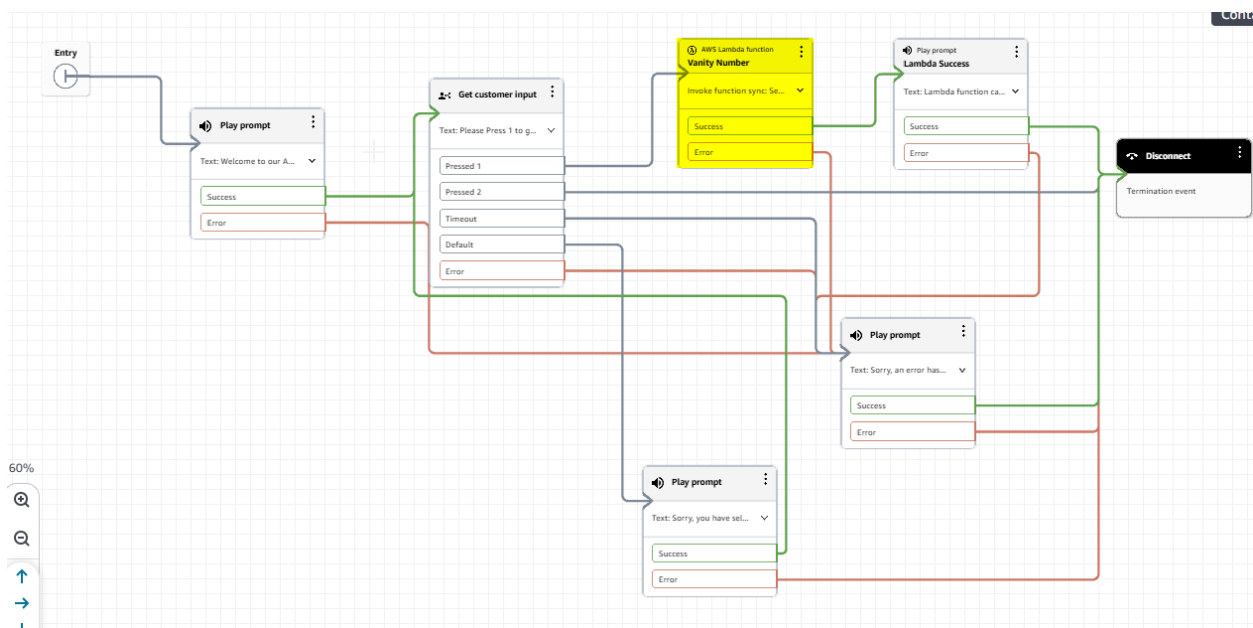 Cont
Entry
Play prompt
Text: Welcome to our A...
Success
Error
Get customer input
Text: Please Press 1 to g...
Pressed 1
Pressed 2
Timeout
Default
Error
AWS Lambda function
Vanity Number
Invoke function sync: Se...
Success
Error
Play prompt
Lambda Success
Text: Lambda function ca...
Success
Error
Disconnect
Termination event
Play prompt
Text: Sorry, an error has...
Success
Error
Play prompt
Text: Sorry, you have sel...
Success
Error
60%